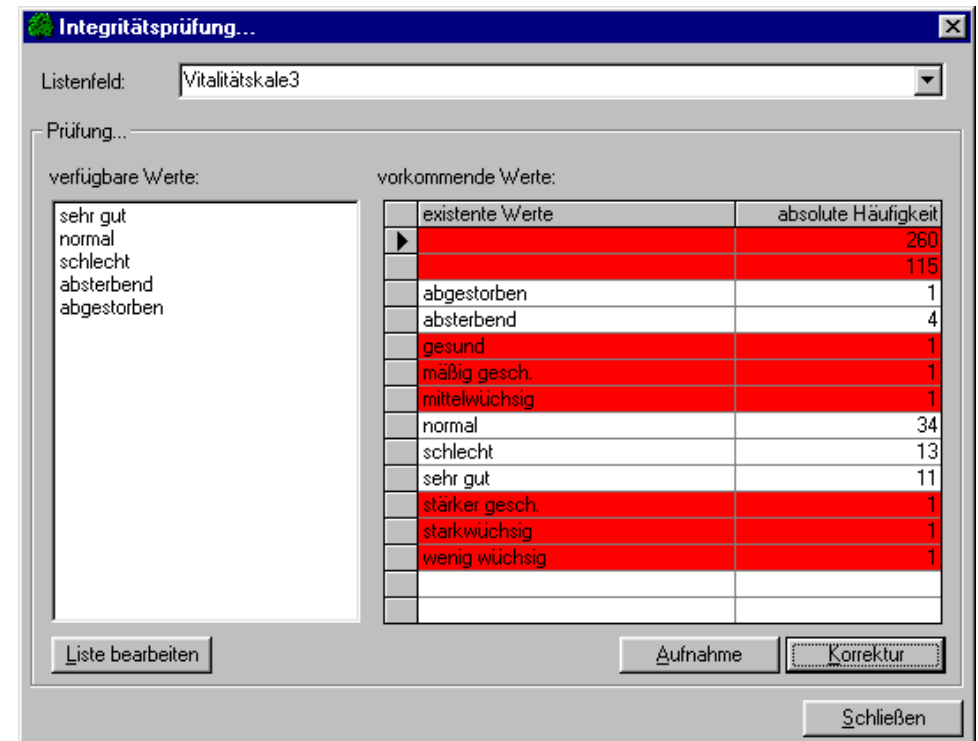 Integritätsprüfung...
Listenfeld: Vitalitätskale3
Prüfung...
verfügbare Werte:
sehr gut
normal
schlecht
absterbend
abgestorben
vorkommende Werte:
existente Werte absolute Häufigkeit
260
115
abgestorben 1
absterbend 4
gesund 1
mäßig gesch. 1
mittelwüchsig 1
normal 34
schlecht 13
sehr gut 11
stärker gesch. 1
starkwüchsig 1
wenig wüchsig 1
Liste bearbeiten
Aufnahme
Korrektur
Schließen